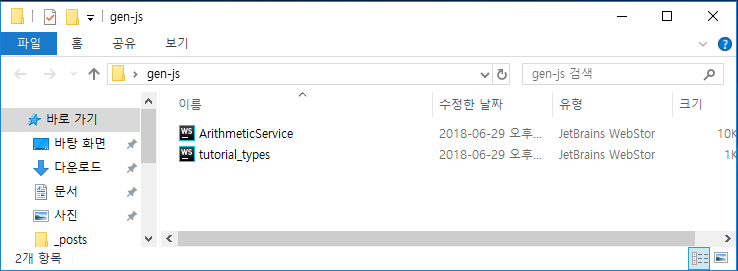 gen-js
파일 홈 공유 보기
gen-js
gen-js 검색
이름 수정한 날짜 유형 크기
바로 가기
바탕 화면
다운로드
문서
사진
_posts
WS ArithmeticService 2018-06-29 오후... JetBrains WebStor 10K
WS tutorial_types 2018-06-29 오후... JetBrains WebStor 1K
2개 항목